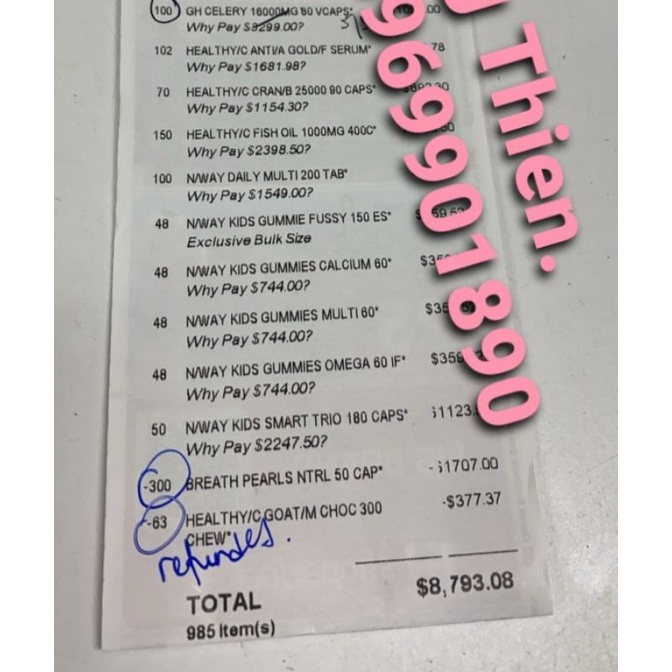 100 GH CELERY 16000MG 80 VCAPS*
Why Pay $3299.00?
102 HEALTHY/C ANTI/A GOLD/F SERUM* 78
Why Pay $1681.98?
70 HEALTHY/C CRAN/B 25000 90 CAPS*
Why Pay $1154.30?
150 HEALTHY/C FISH OIL 1000MG 400C*
Why Pay $2398.50?
100 N/WAY DAILY MULTI 200 TAB*
Why Pay $1549.00?
48 N/WAY KIDS GUMMIE FUSSY 150 ES*
Exclusive Bulk Size
48 N/WAY KIDS GUMMIES CALCIUM 60*
Why Pay $744.00?
48 N/WAY KIDS GUMMIES MULTI 60*
Why Pay $744.00?
48 N/WAY KIDS GUMMIES OMEGA 60 IF*
Why Pay $744.00?
50 N/WAY KIDS SMART TRIO 180 CAPS*
Why Pay $2247.50?
-300 BREATH PEARLS NTRL 50 CAP* -$1707.00
-63 HEALTHY/C GOAT/M CHOC 300 -$377.37
CHEW*
refundes.
TOTAL $8,793.08
985 Item(s)
Thien.
969901890